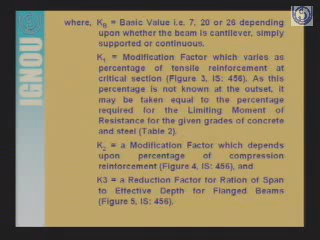 IGNOU
where, KB = Basic Value i.e. 7, 20 or 26 depending
upon whether the beam is cantilever, simply
supported or continuous.
K1 = Modification Factor which varies as
percentage of tensile reinforcement at
critical section (Figure 3, IS: 456). As this
percentage is not known at the outset, it
may be taken equal to the percentage
required for the Limiting Moment of
Resistance for the given grades of concrete
and steel (Table 2).
K2 = a Modification Factor which depends
upon percentage of compression
reinforcement (Figure 4, IS: 456), and
K3 = a Reduction Factor for Ration of Span
to Effective Depth for Flanged Beams
(Figure 5, IS: 456).